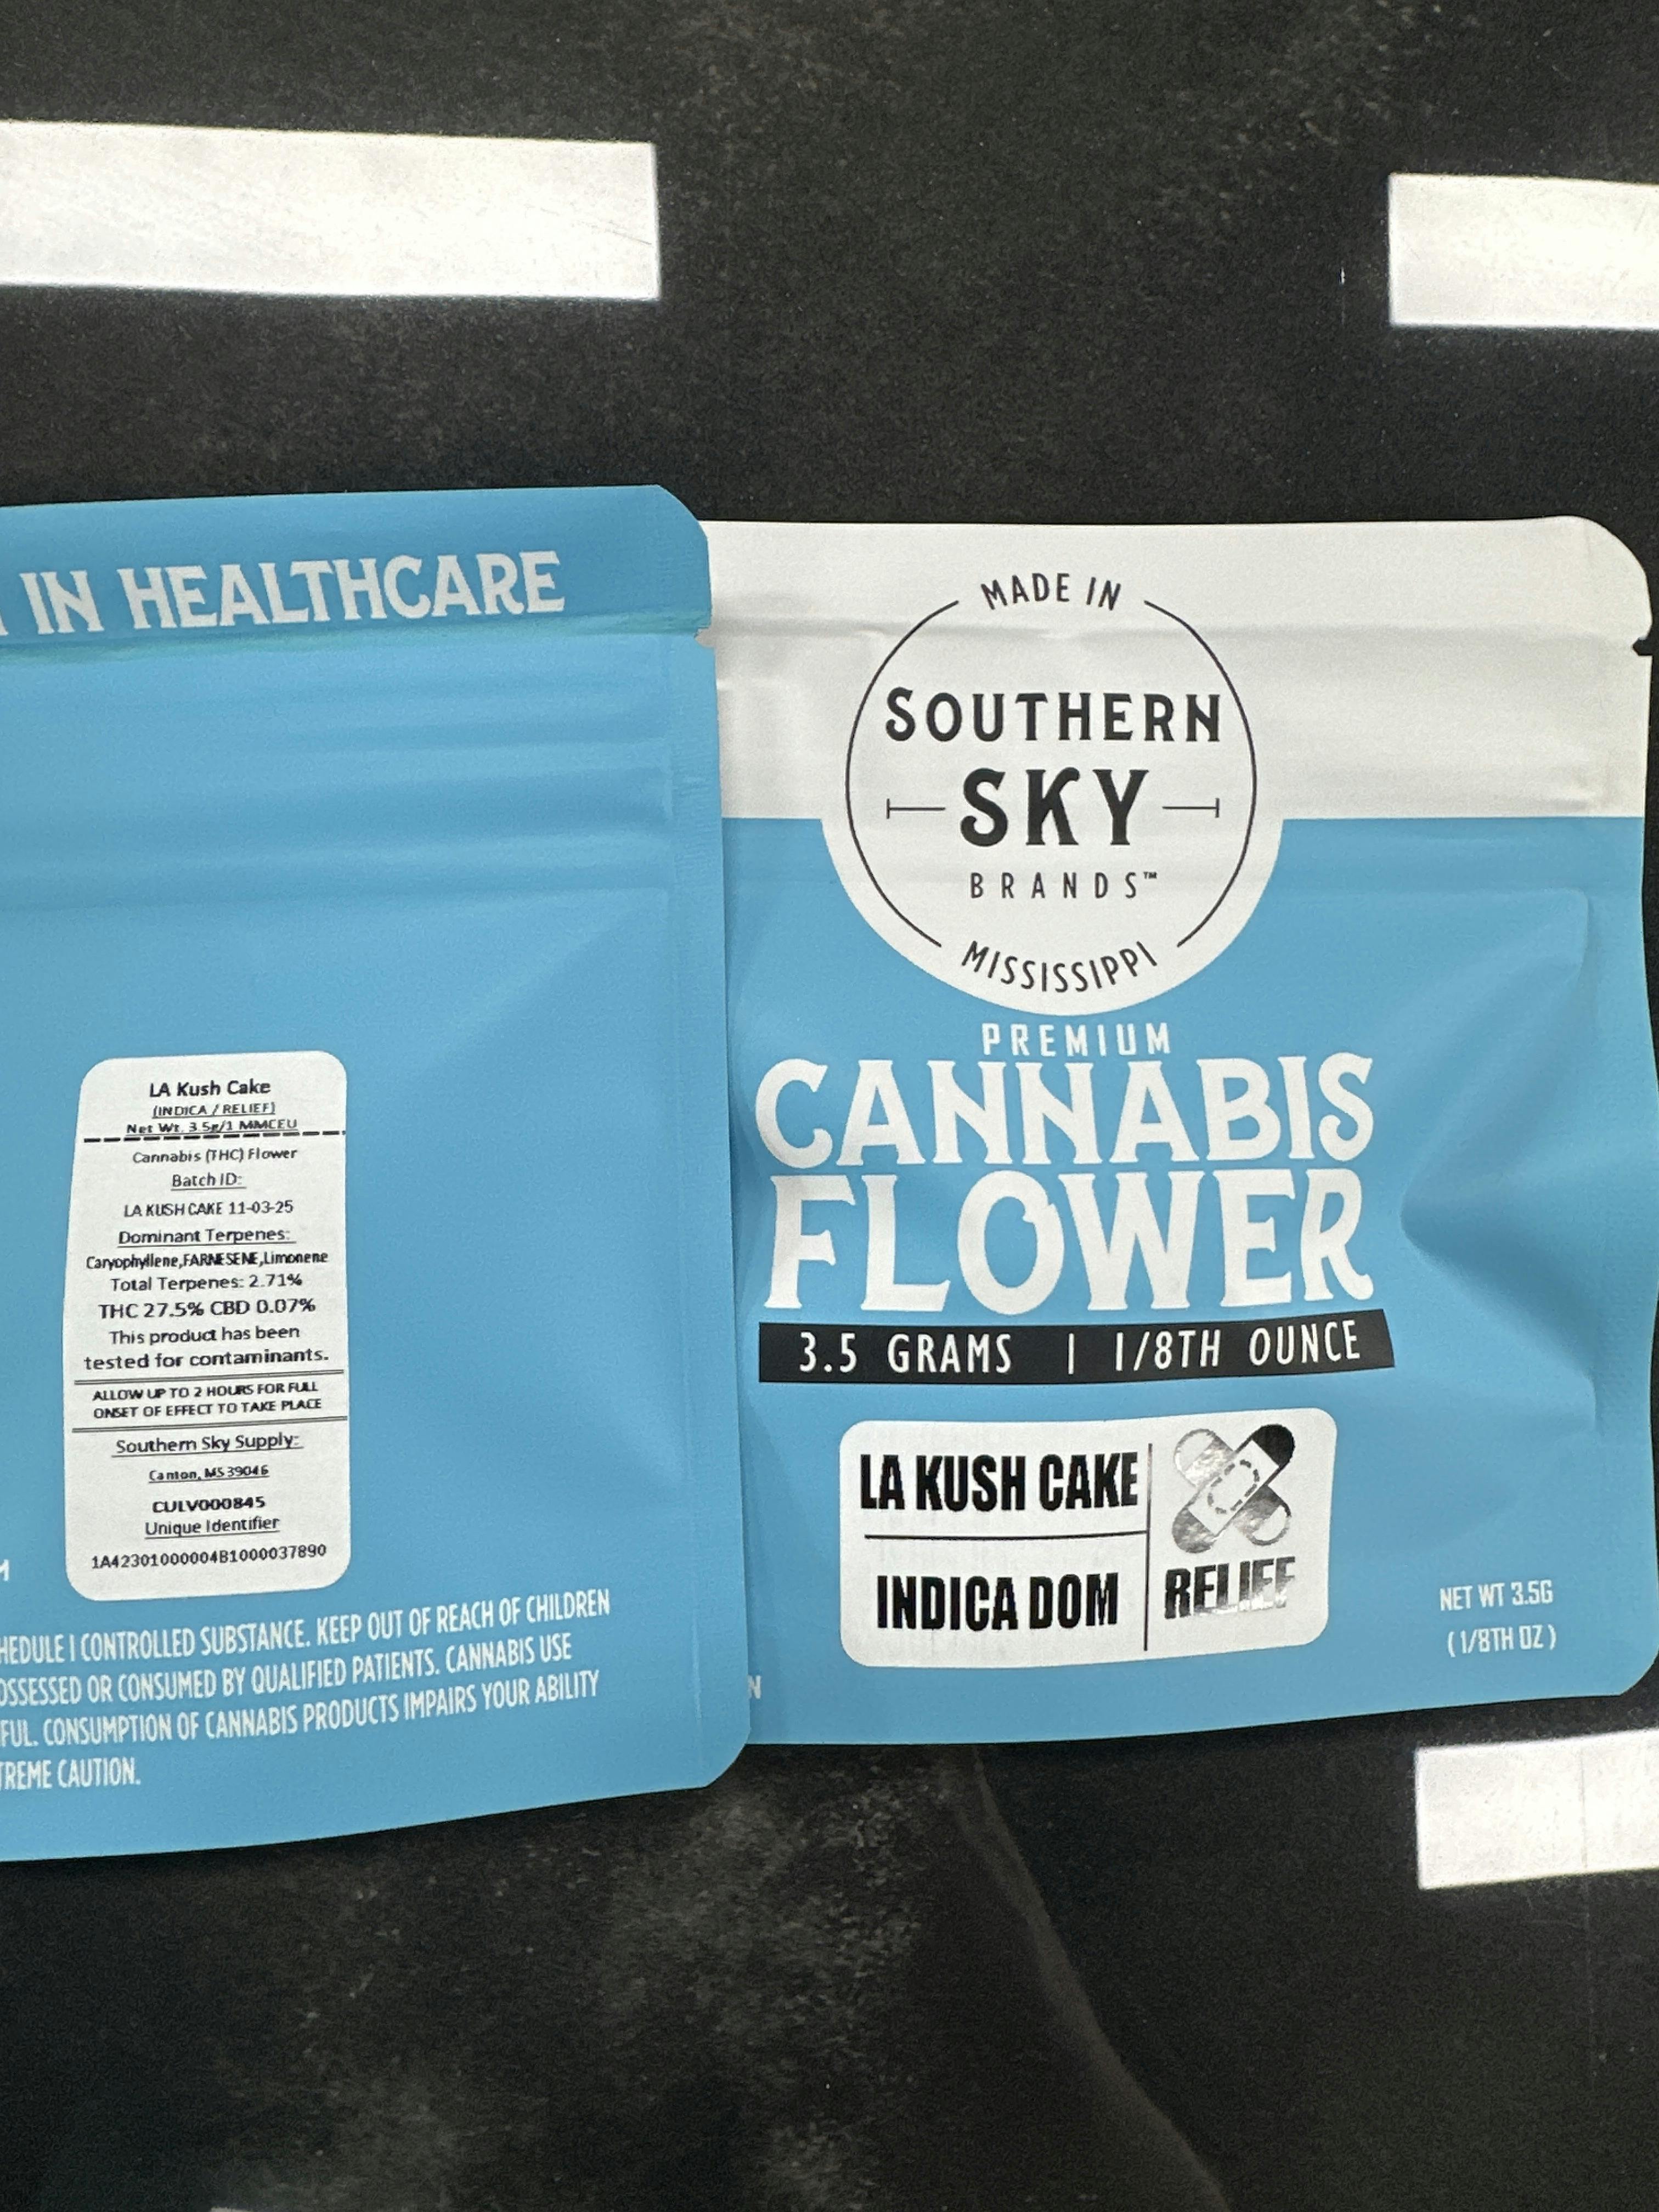 IN HEALTHCARE
LA Kush Cake
(INDICA / RELIEF)
Net Wt. 3.5g/1 MMCEU
Cannabis (THC) Flower
Batch ID:
LA KUSH CAKE 11-03-25
Dominant Terpenes:
Caryophyllene,FARNESENE,Limonene
Total Terpenes: 2.71%
THC 27.5% CBD 0.07%
This product has been
tested for contaminants.
ALLOW UP TO 2 HOURS FOR FULL
ONSET OF EFFECT TO TAKE PLACE
Southern Sky Supply:
Canton, MS 39046
CULV000845
Unique Identifier
1A42301000004B1000037890
HEDULE I CONTROLLED SUBSTANCE. KEEP OUT OF REACH OF CHILDREN
OSSESSED OR CONSUMED BY QUALIFIED PATIENTS. CANNABIS USE
FUL. CONSUMPTION OF CANNABIS PRODUCTS IMPAIRS YOUR ABILITY
TREME CAUTION.
MADE IN
SOUTHERN
SKY
BRANDS™
MISSISSIPPI
PREMIUM
CANNABIS
FLOWER
3.5 GRAMS | 1/8TH OUNCE
LA KUSH CAKE
INDICA DOM
RELIEF
NET WT 3.5G
(1/8TH OZ)